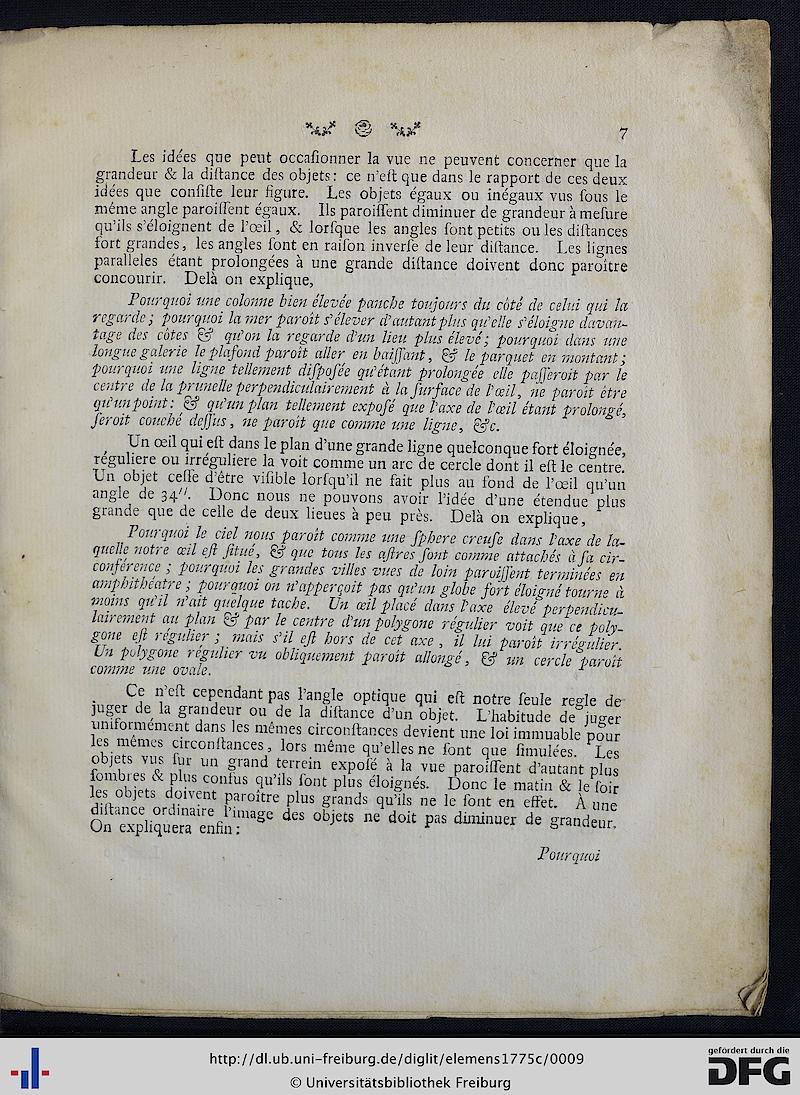 7
Les idées que peut occaſionner la vue ne peuvent concerner que la
grandeur & la diſtance des objets: ce n'eſt que dans le rapport de ces deux
idées que conſiſte leur figure. Les objets égaux ou inégaux vus ſous le
même angle paroiſſent égaux. Ils paroiſſent diminuer de grandeur à meſure
qu'ils s'éloignent de l'œil, & lorſque les angles ſont petits ou les diſtances
fort grandes, les angles ſont en raiſon inverſe de leur diſtance. Les lignes
paralleles étant prolongées à une grande diſtance doivent donc paroître
concourir. Delà on explique,
Pourquoi une colonne bien élevée panche toujours du côté de celui qui la
regarde; pourquoi la mer paroît s'élever d'autant plus qu'elle s'éloigne davan-
tage des côtes & qu'on la regarde d'un lieu plus élevé; pourquoi dans une
longue galerie le plafond paroît aller en baiſſant, & le parquet en montant;
pourquoi une ligne tellement diſpoſée qu'étant prolongée elle paſſeroit par le
centre de la prunelle perpendiculairement à la ſurface de l'œil, ne paroît être
qu'un point: & qu'un plan tellement expoſé que l'axe de l'œil étant prolongé,
ſeroit couché deſſus, ne paroît que comme une ligne, &c.
Un œil qui eſt dans le plan d'une grande ligne quelconque fort éloignée,
réguliere ou irréguliere la voit comme un arc de cercle dont il eſt le centre.
Un objet ceſſe d'être viſible lorſqu'il ne fait plus au fond de l'œil qu'un
angle de 34''. Donc nous ne pouvons avoir l'idée d'une étendue plus
grande que de celle de deux lieues à peu près. Delà on explique,
Pourquoi le ciel nous paroît comme une ſphere creuſe dans l'axe de la-
quelle notre œil eſt ſitué, & que tous les aſtres ſont comme attachés à ſa cir-
conférence; pourquoi les grandes villes vues de loin paroiſſent terminées en
amphithéatre; pourquoi on n'apperçoit pas qu'un globe fort éloigné tourne à
moins qu'il n'ait quelque tache. Un œil placé dans l'axe élevé perpendicu-
lairement au plan & par le centre d'un polygone régulier voit que ce poly-
gone eſt régulier; mais s'il eſt hors de cet axe, il lui paroît irrégulier.
Un polygone régulier vu obliquement paroît allongé, & un cercle paroît
comme une ovale.
Ce n'eſt cependant pas l'angle optique qui eſt notre ſeule regle de
juger de la grandeur ou de la diſtance d'un objet. L'habitude de juger
uniformément dans les mêmes circonſtances devient une loi immuable pour
les mêmes circonſtances, lors même qu'elles ne ſont que ſimulées. Les
objets vus ſur un grand terrein expoſé à la vue paroiſſent d'autant plus
ſombres & plus confus qu'ils ſont plus éloignés. Donc le matin & le ſoir
les objets doivent paroître plus grands qu'ils ne le ſont en effet. À une
diſtance ordinaire l'image des objets ne doit pas diminuer de grandeur.
On expliquera enfin:
Pourquoi
http://dl.ub.uni-freiburg.de/diglit/elemens1775c/0009
© Universitätsbibliothek Freiburg
gefördert durch die
DFG